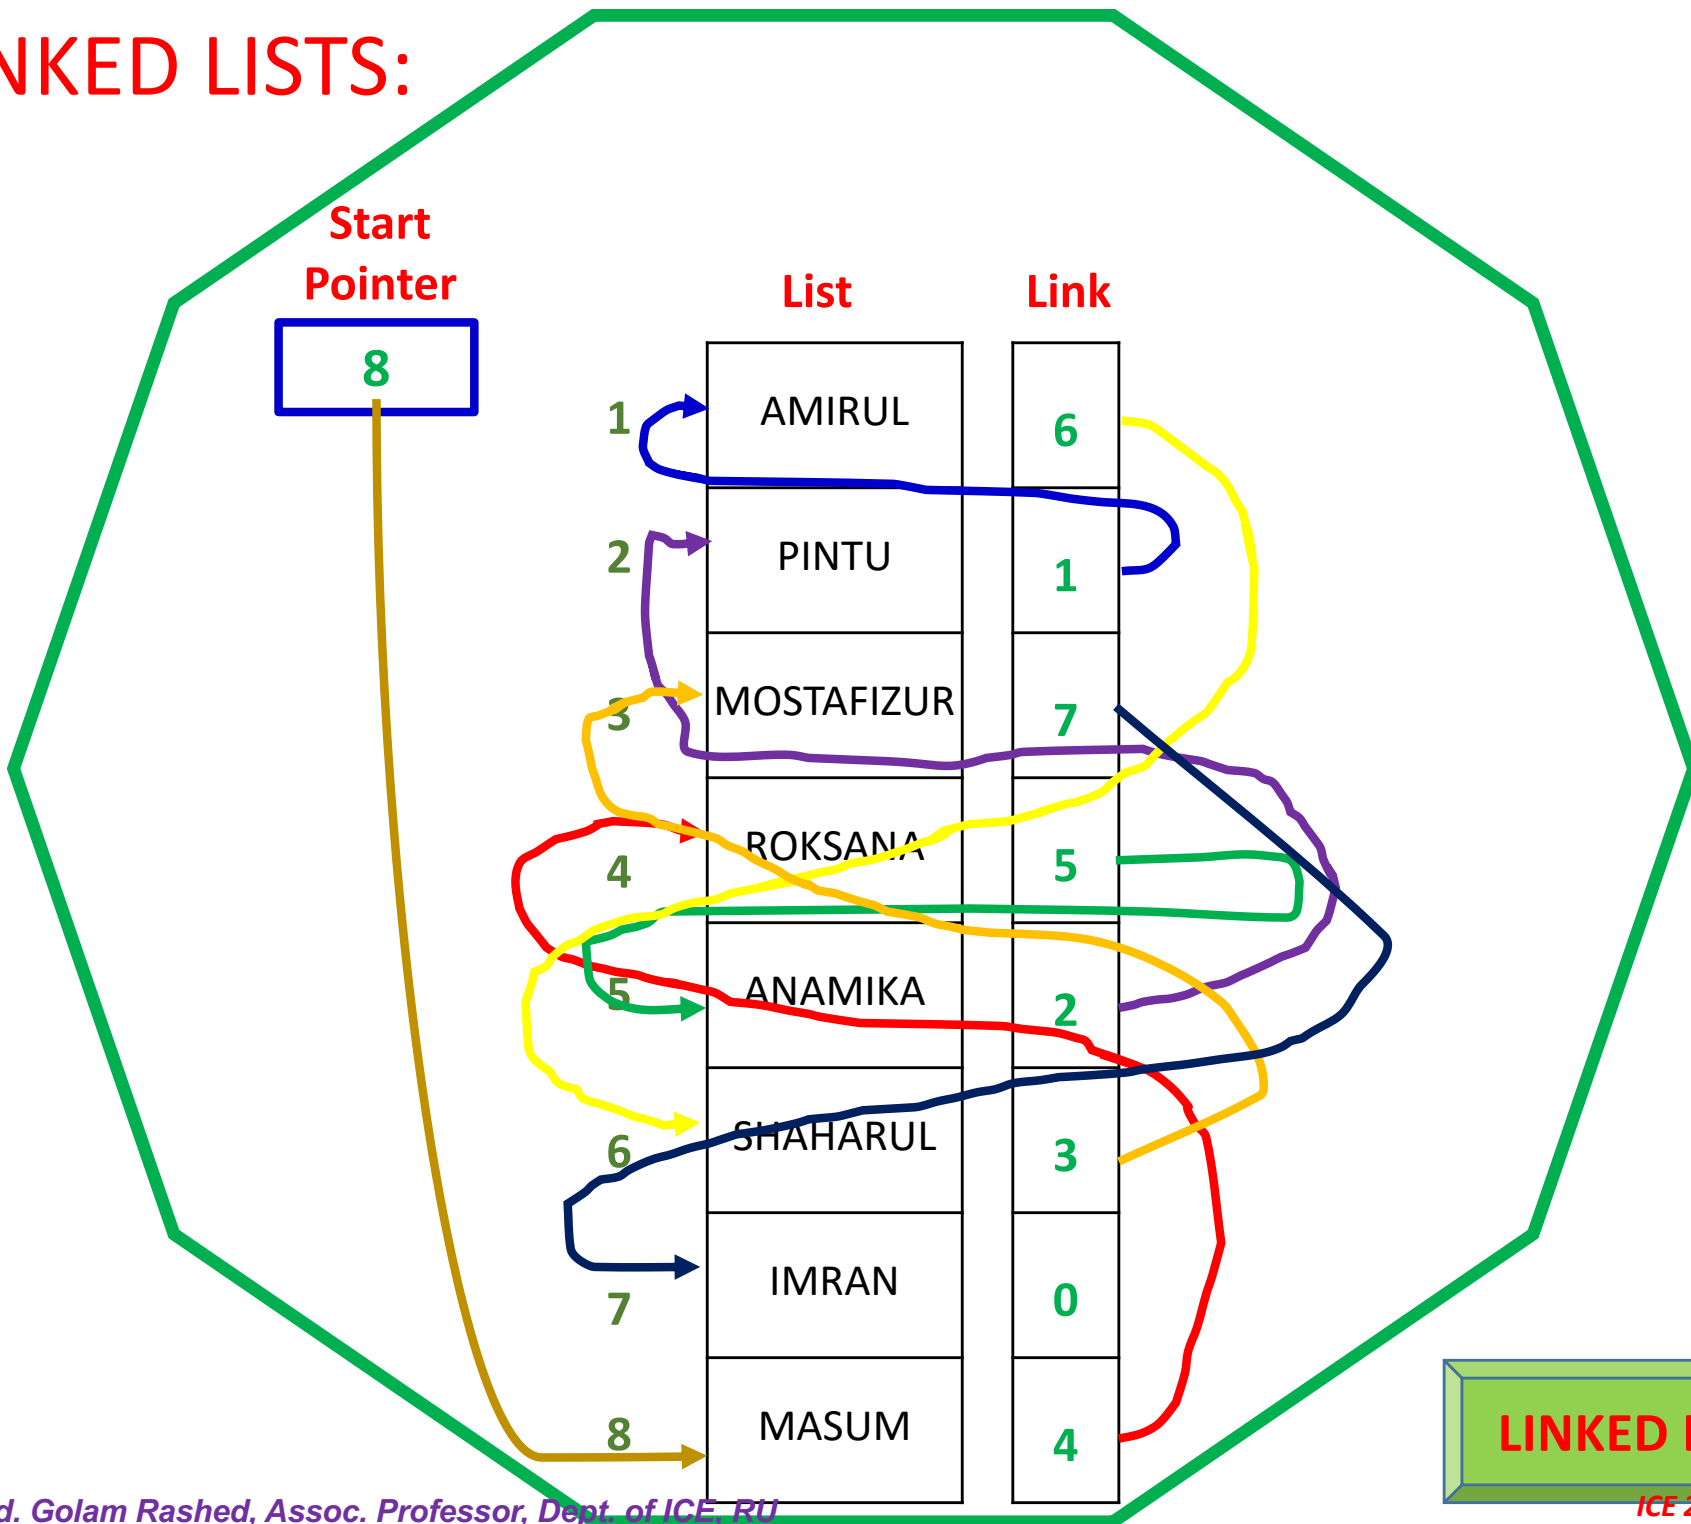 NKED LISTS:
Start
Pointer
8
List Link
1 AMIRUL 6
2 PINTU 1
3 MOSTAFIZUR 7
4 ROKSANA 5
5 ANAMIKA 2
6 SHAHARUL 3
7 IMRAN 0
8 MASUM 4
LINKED
d. Golam Rashed, Assoc. Professor, Dept. of ICE, RU
ICE 2